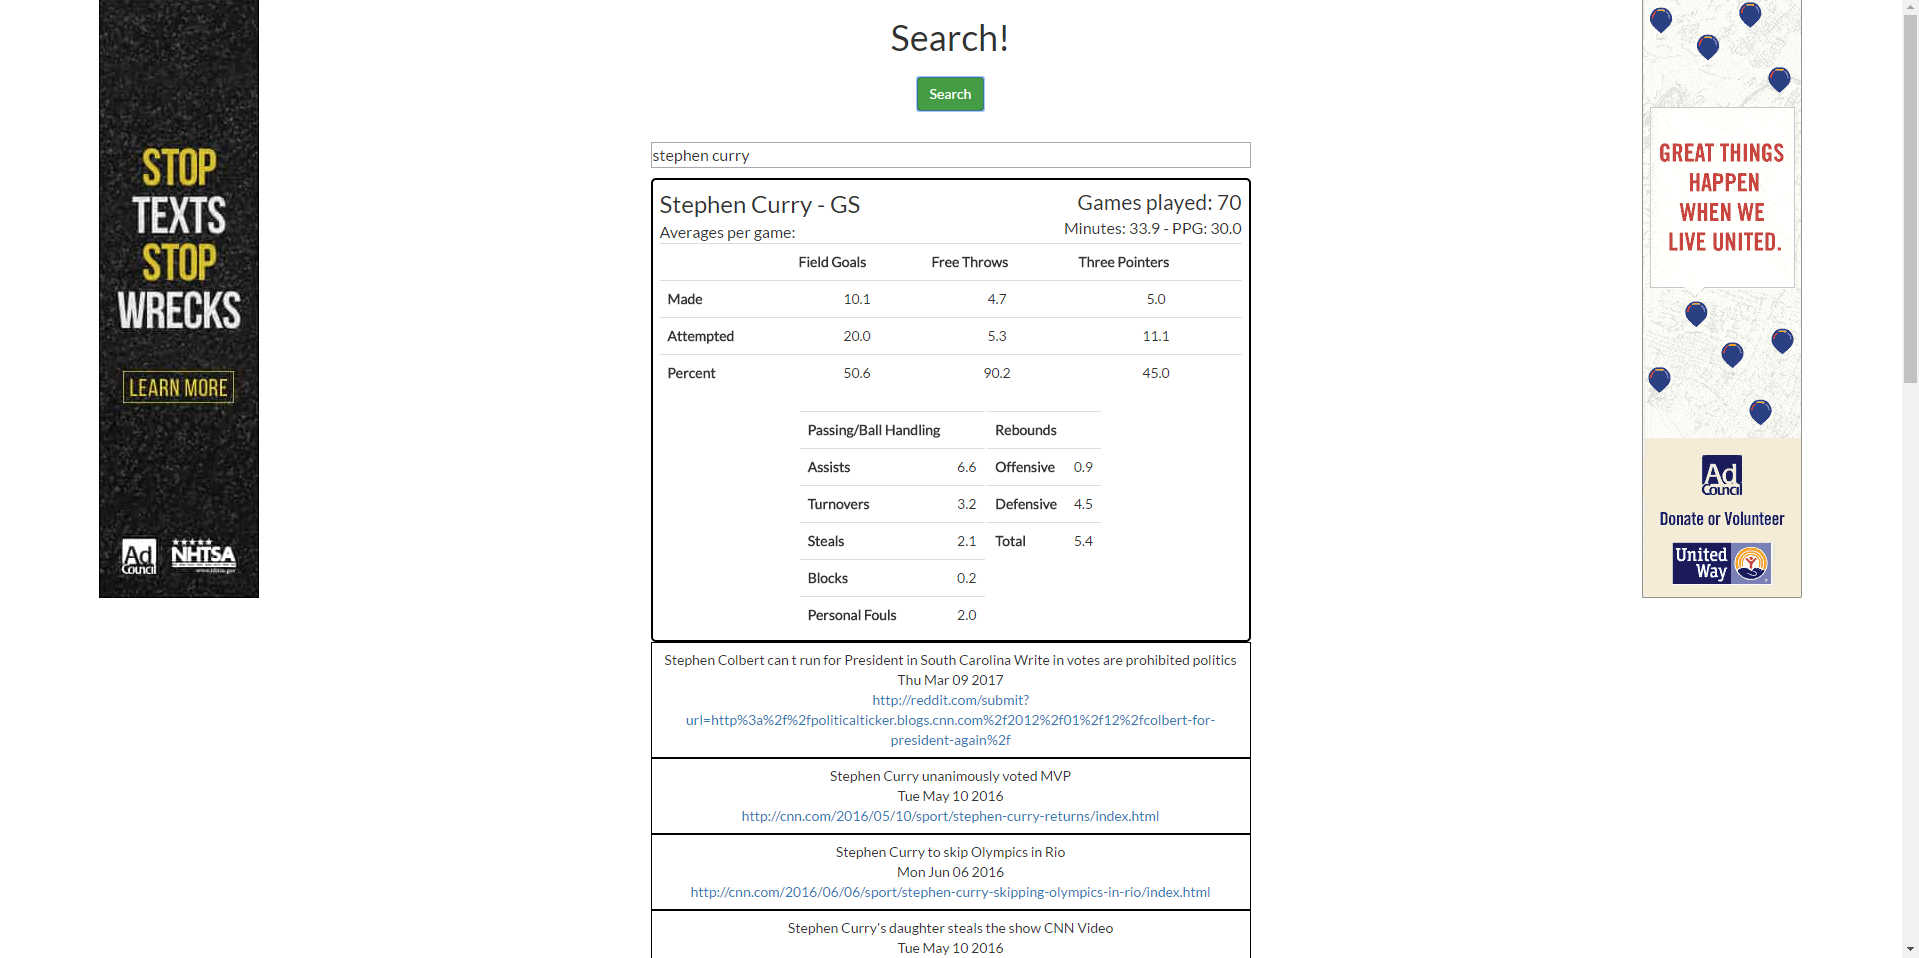 Search!
Search
stephen curry
Stephen Curry - GS
Games played: 70
Averages per game:
Minutes: 33.9 - PPG: 30.0
Field Goals Free Throws Three Pointers
Made 10.1 4.7 5.0
Attempted 20.0 5.3 11.1
Percent 50.6 90.2 45.0
Passing/Ball Handling
Assists 6.6
Turnovers 3.2
Steals 2.1
Blocks 0.2
Personal Fouls 2.0
Rebounds
Offensive 0.9
Defensive 4.5
Total 5.4
Stephen Colbert can t run for President in South Carolina Write in votes are prohibited politics
Thu Mar 09 2017
http://reddit.com/submit?
url=http%3a%2f%2fpoliticalticker.blogs.cnn.com%2f2012%2f01%2f12%2fcolbert-for-
president-again%2f
Stephen Curry unanimously voted MVP
Tue May 10 2016
http://cnn.com/2016/05/10/sport/stephen-curry-returns/index.html
Stephen Curry to skip Olympics in Rio
Mon Jun 06 2016
http://cnn.com/2016/06/06/sport/stephen-curry-skipping-olympics-in-rio/index.html
Stephen Curry's daughter steals the show CNN Video
Tue May 10 2016
STOP
TEXTS
STOP
WRECKS
LEARN MORE
Ad
Council
NHTSA
GREAT THINGS
HAPPEN
WHEN WE
LIVE UNITED.
Ad
Council
Donate or Volunteer
United
Way